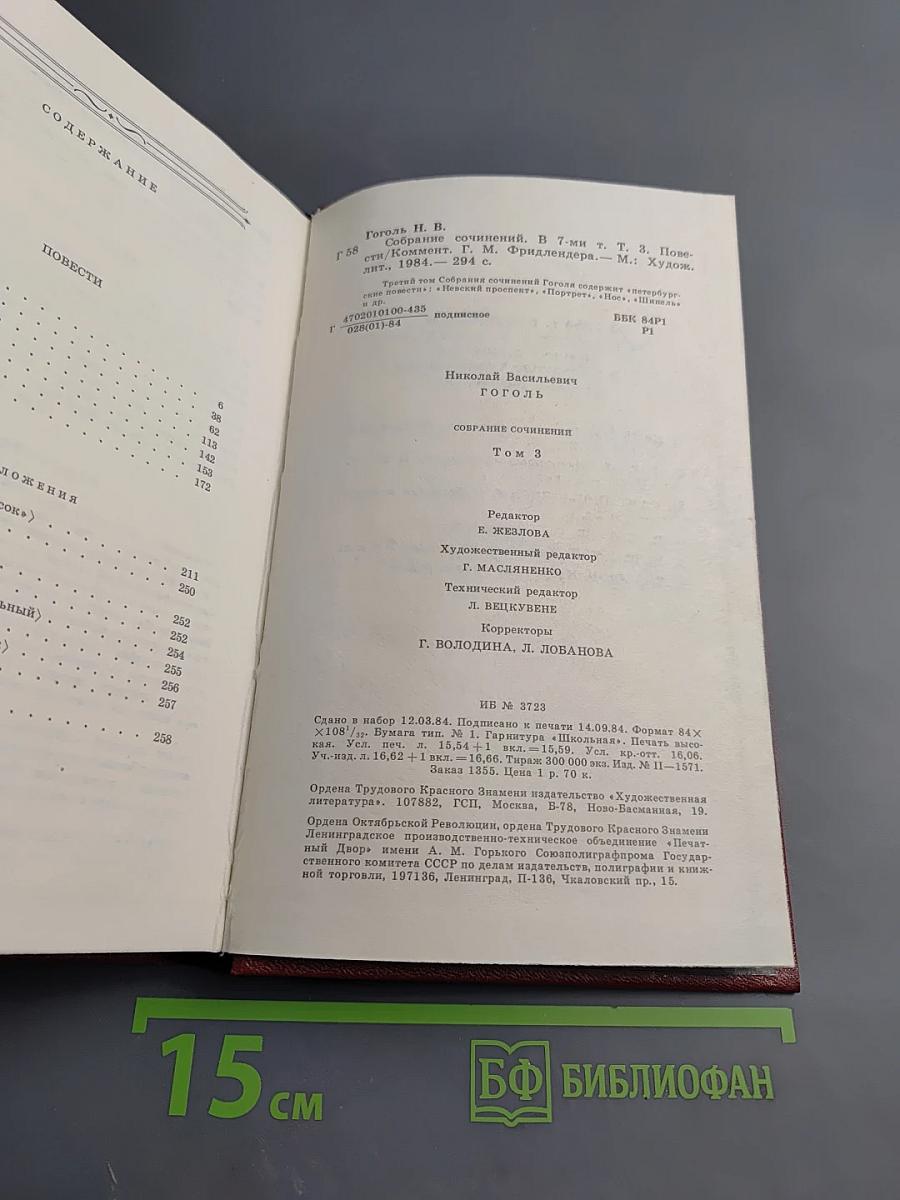 СОДЕРЖАНИЕ
ПОВЕСТИ
6
38
62
113
142
153
172
ЛОЖЕНИЯ
сок»〉
211
250
252
льный〉
252
254
255
256
257
258
Гоголь Н. В.
Г 58 Собрание сочинений. В 7-ми т. Т. 3. Пове-
сти/Коммент. Г. М. Фридлендера.— М.: Худож.
лит., 1984.— 294 с.
Третий том Собрания сочинений Гоголя содержит «петербург-
ские повести»: «Невский проспект», «Портрет», «Нос», «Шинель»
и др.
Г 4702010100-435 подписное ББК 84Р1
028(01)-84 Р1
Николай Васильевич
ГОГОЛЬ
СОБРАНИЕ СОЧИНЕНИЙ
Том 3
Редактор
Е. ЖЕЗЛОВА
Художественный редактор
Г. МАСЛЯНЕНКО
Технический редактор
Л. ВЕЦКУВЕНЕ
Корректоры
Г. ВОЛОДИНА, Л. ЛОБАНОВА
ИБ № 3723
Сдано в набор 12.03.84. Подписано к печати 14.09.84. Формат 84×
×108¹/₃₂. Бумага тип. № 1. Гарнитура «Школьная». Печать высо-
кая. Усл. печ. л. 15,54+1 вкл.=15,59. Усл. кр.-отт. 16,06.
Уч.-изд. л. 16,62+1 вкл.=16,66. Тираж 300 000 экз. Изд. № II—1571.
Заказ 1355. Цена 1 р. 70 к.
Ордена Трудового Красного Знамени издательство «Художественная
литература». 107882, ГСП, Москва, Б-78, Ново-Басманная, 19.
Ордена Октябрьской Революции, ордена Трудового Красного Знамени
Ленинградское производственно-техническое объединение «Печат-
ный Двор» имени А. М. Горького Союзполиграфпрома Государ-
ственного комитета СССР по делам издательств, полиграфии и книж-
ной торговли, 197136, Ленинград, П-136, Чкаловский пр., 15.
15 см
БФ БИБЛИОФАН